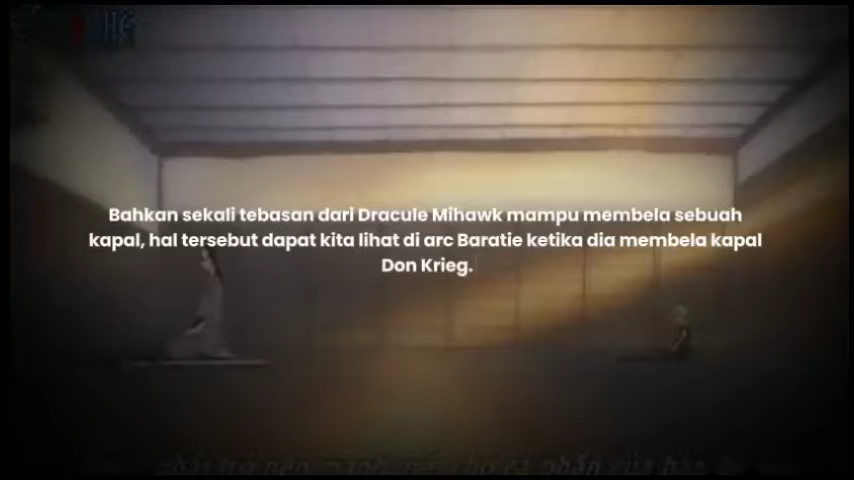 Bahkan sekali tebasan dari Dracule Mihawk mampu membela sebuah
kapal, hal tersebut dapat kita lihat di arc Baratie ketika dia membela kapal
Don Krieg.